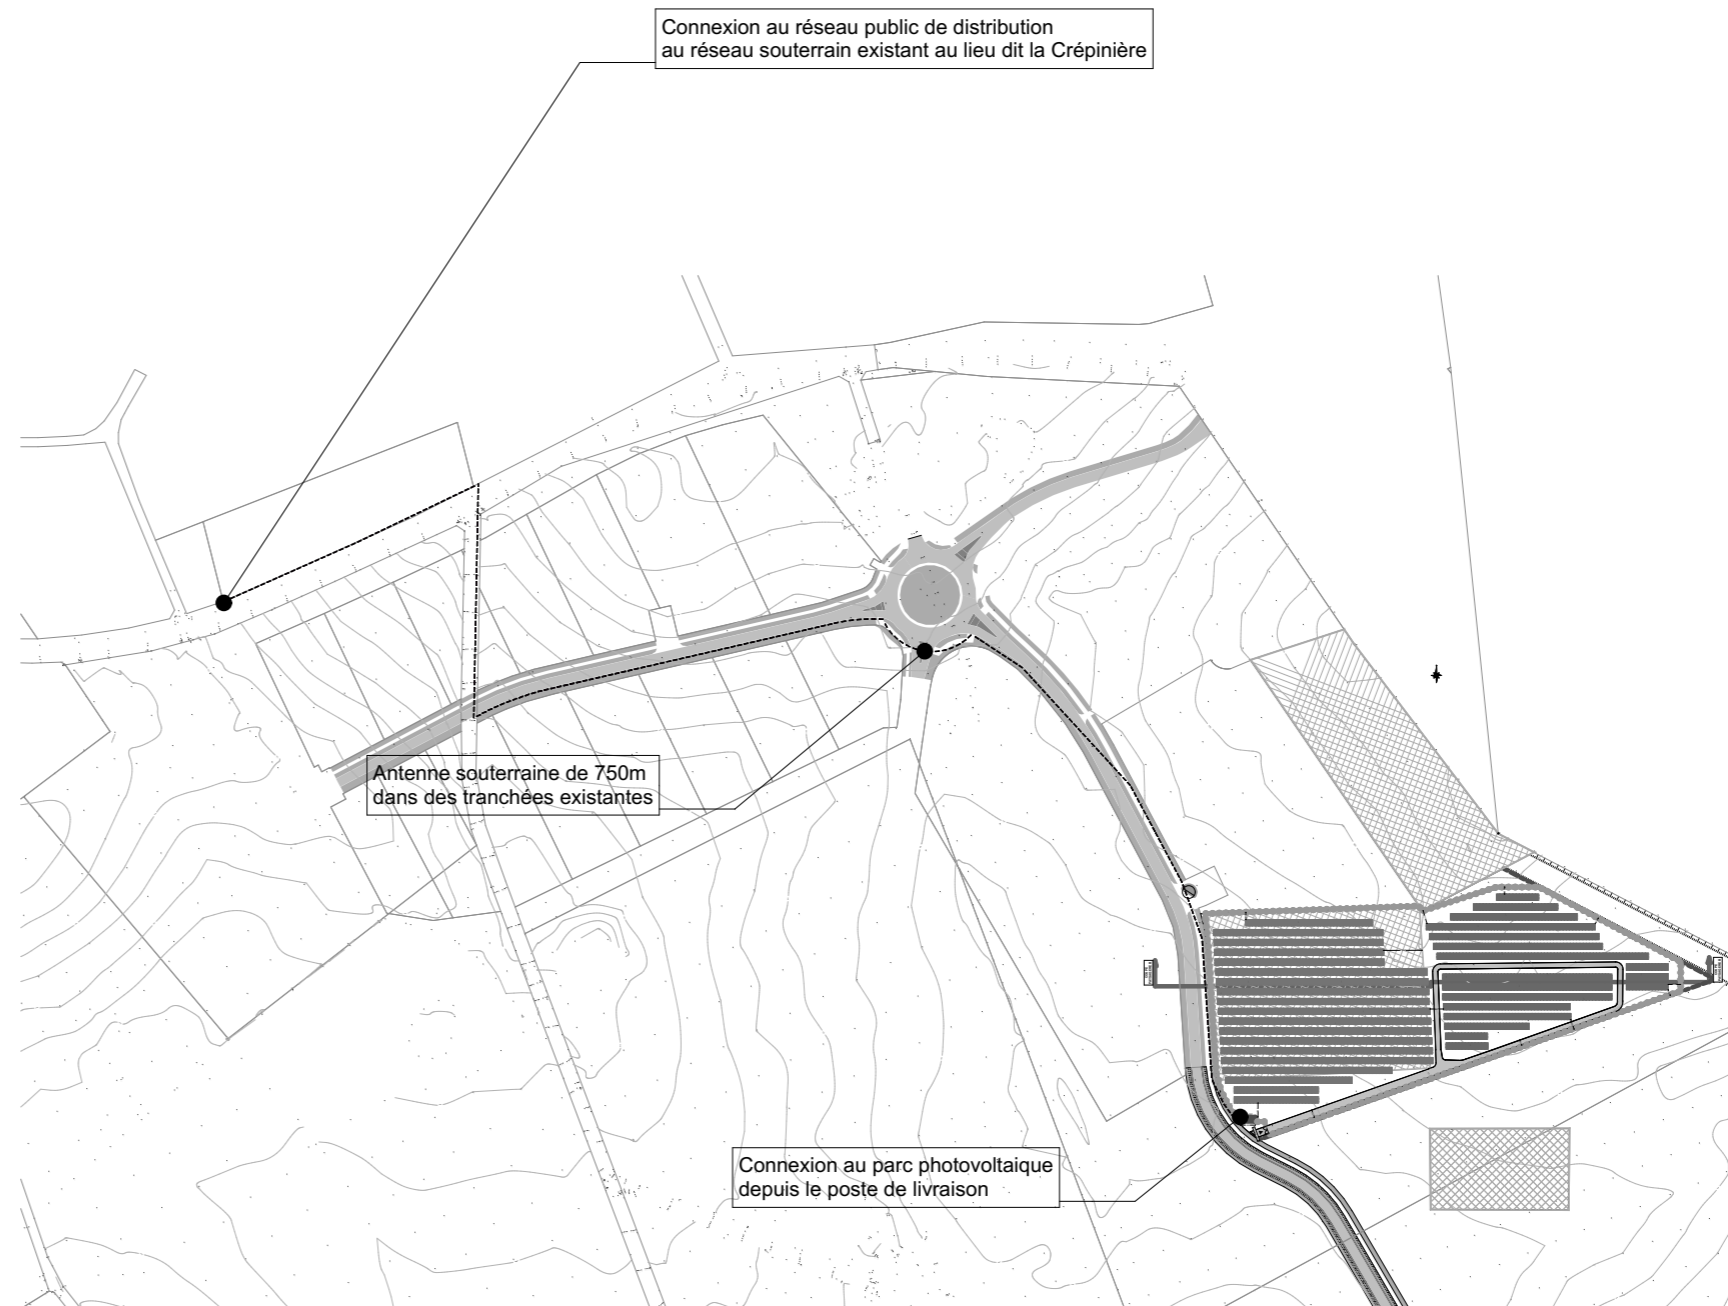 Connexion au réseau public de distribution
au réseau souterrain existant au lieu dit la Crépinière
Antenne souterraine de 750m
dans des tranchées existantes
Connexion au parc photovoltaique
depuis le poste de livraison